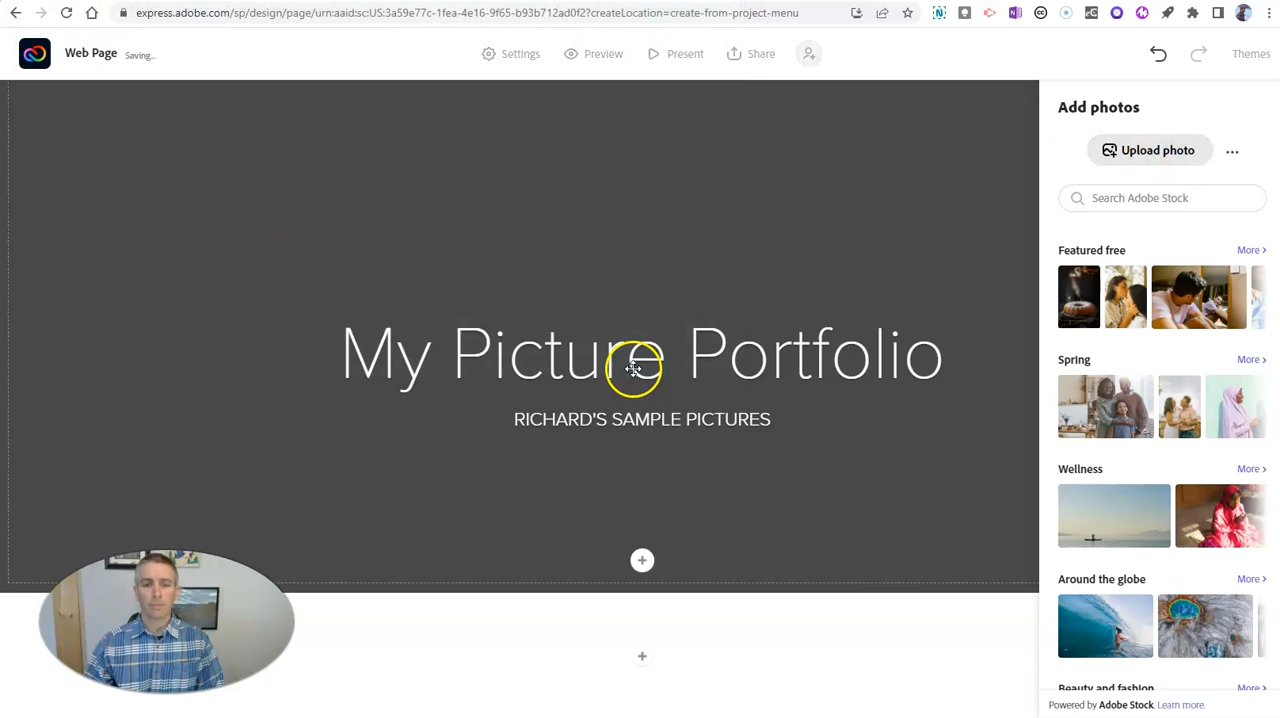 express.adobe.com/sp/design/page/urn:aaid:sc:US:3a59e77c-1fea-4e16-9f65-b93b712ad0f2?createLocation=create-from-project-menu
Web Page Saving... Settings Preview Present Share Themes
Add photos
Upload photo ...
Search Adobe Stock
Featured free More >
My Picture Portfolio
RICHARD'S SAMPLE PICTURES
Spring More >
Wellness More >
Around the globe More >
Beauty and fashion More >
Powered by Adobe Stock. Learn more.